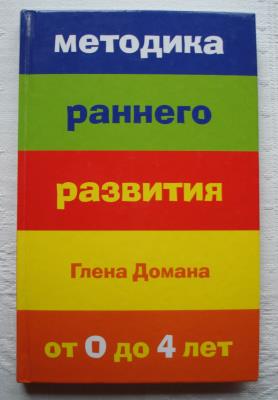 методика
раннего
развития
Глена Домана
от 0 до 4 лет